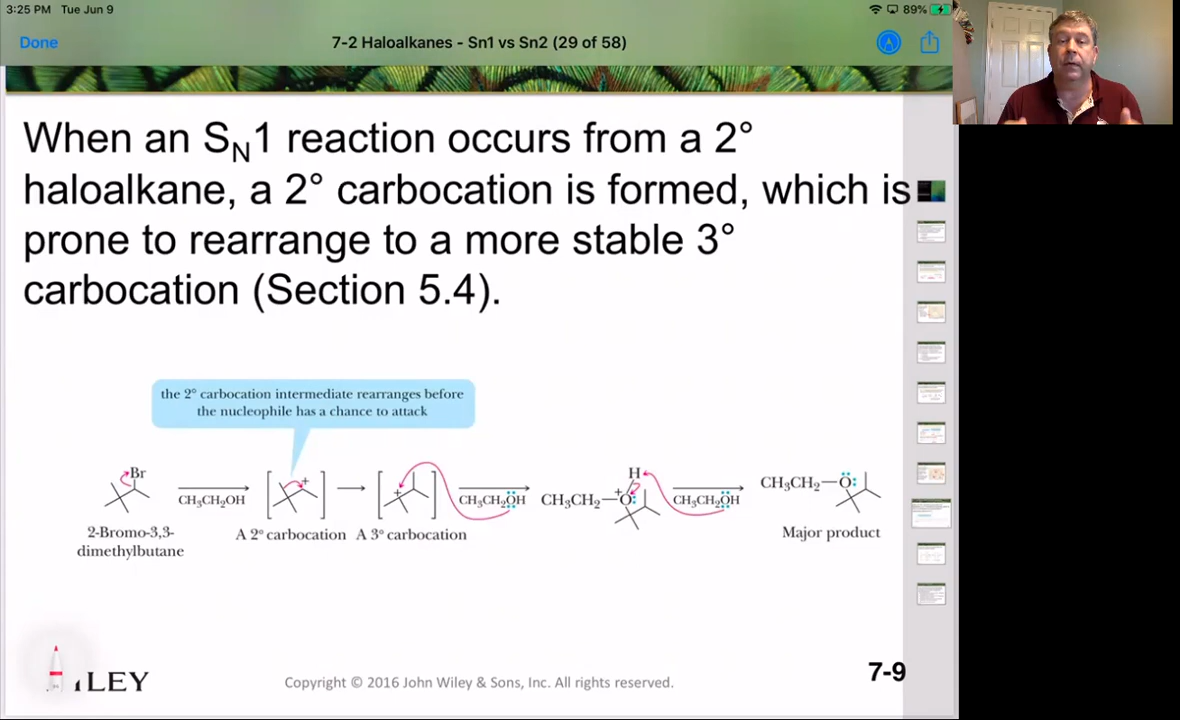 3:25 PM Tue Jun 9
89%
Done
7-2 Haloalkanes - Sn1 vs Sn2 (29 of 58)
When an SN1 reaction occurs from a 2°
haloalkane, a 2° carbocation is formed, which is
prone to rearrange to a more stable 3°
carbocation (Section 5.4).
the 2° carbocation intermediate rearranges before
the nucleophile has a chance to attack
Br
CH3CH2OH
+
+
CH3CH2ÖH
CH3CH2—O:
H
+
CH3CH2ÖH
CH3CH2—Ö:
2-Bromo-3,3-
dimethylbutane
A 2° carbocation
A 3° carbocation
Major product
WILEY
Copyright © 2016 John Wiley & Sons, Inc. All rights reserved.
7-9